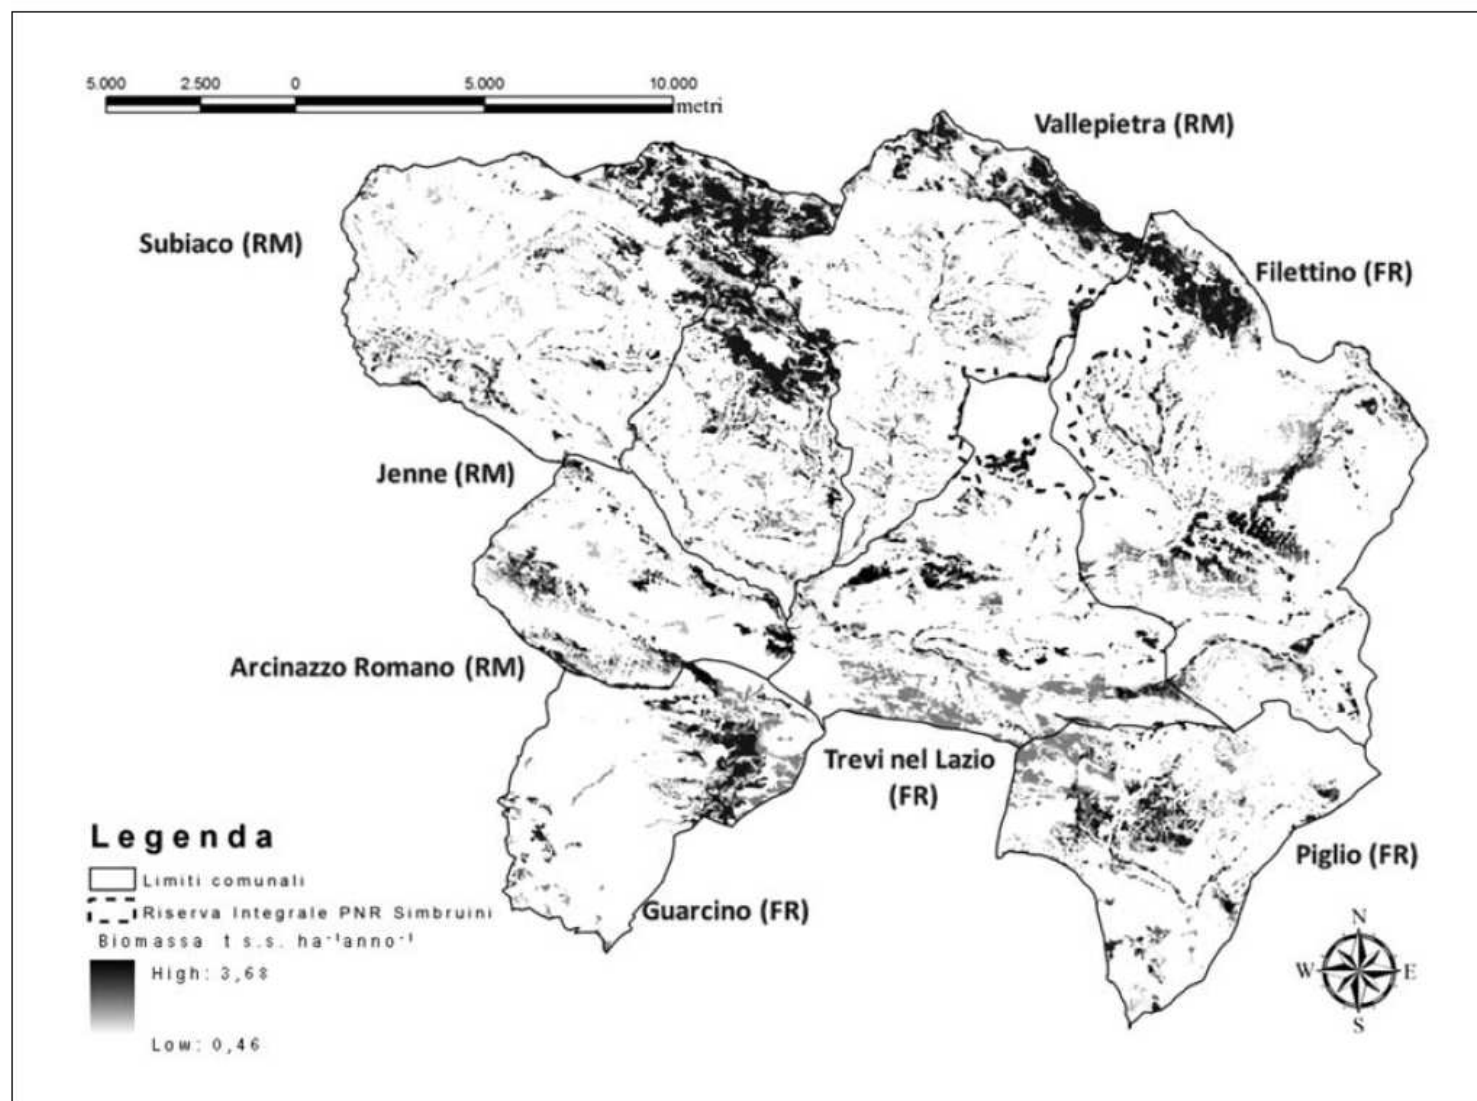 5.000 2.500 0 5.000 10.000
metri
Vallepietra (RM)
Subiaco (RM)
Filettino (FR)
Jenne (RM)
Arcinazzo Romano (RM)
Trevi nel Lazio
(FR)
Piglio (FR)
Guarcino (FR)
Legenda
Limiti comunali
Riserva Integrale PNR Simbruini
Biomassa t s.s. ha⁻¹anno⁻¹
High: 3,68
Low: 0,46
N
W E
S